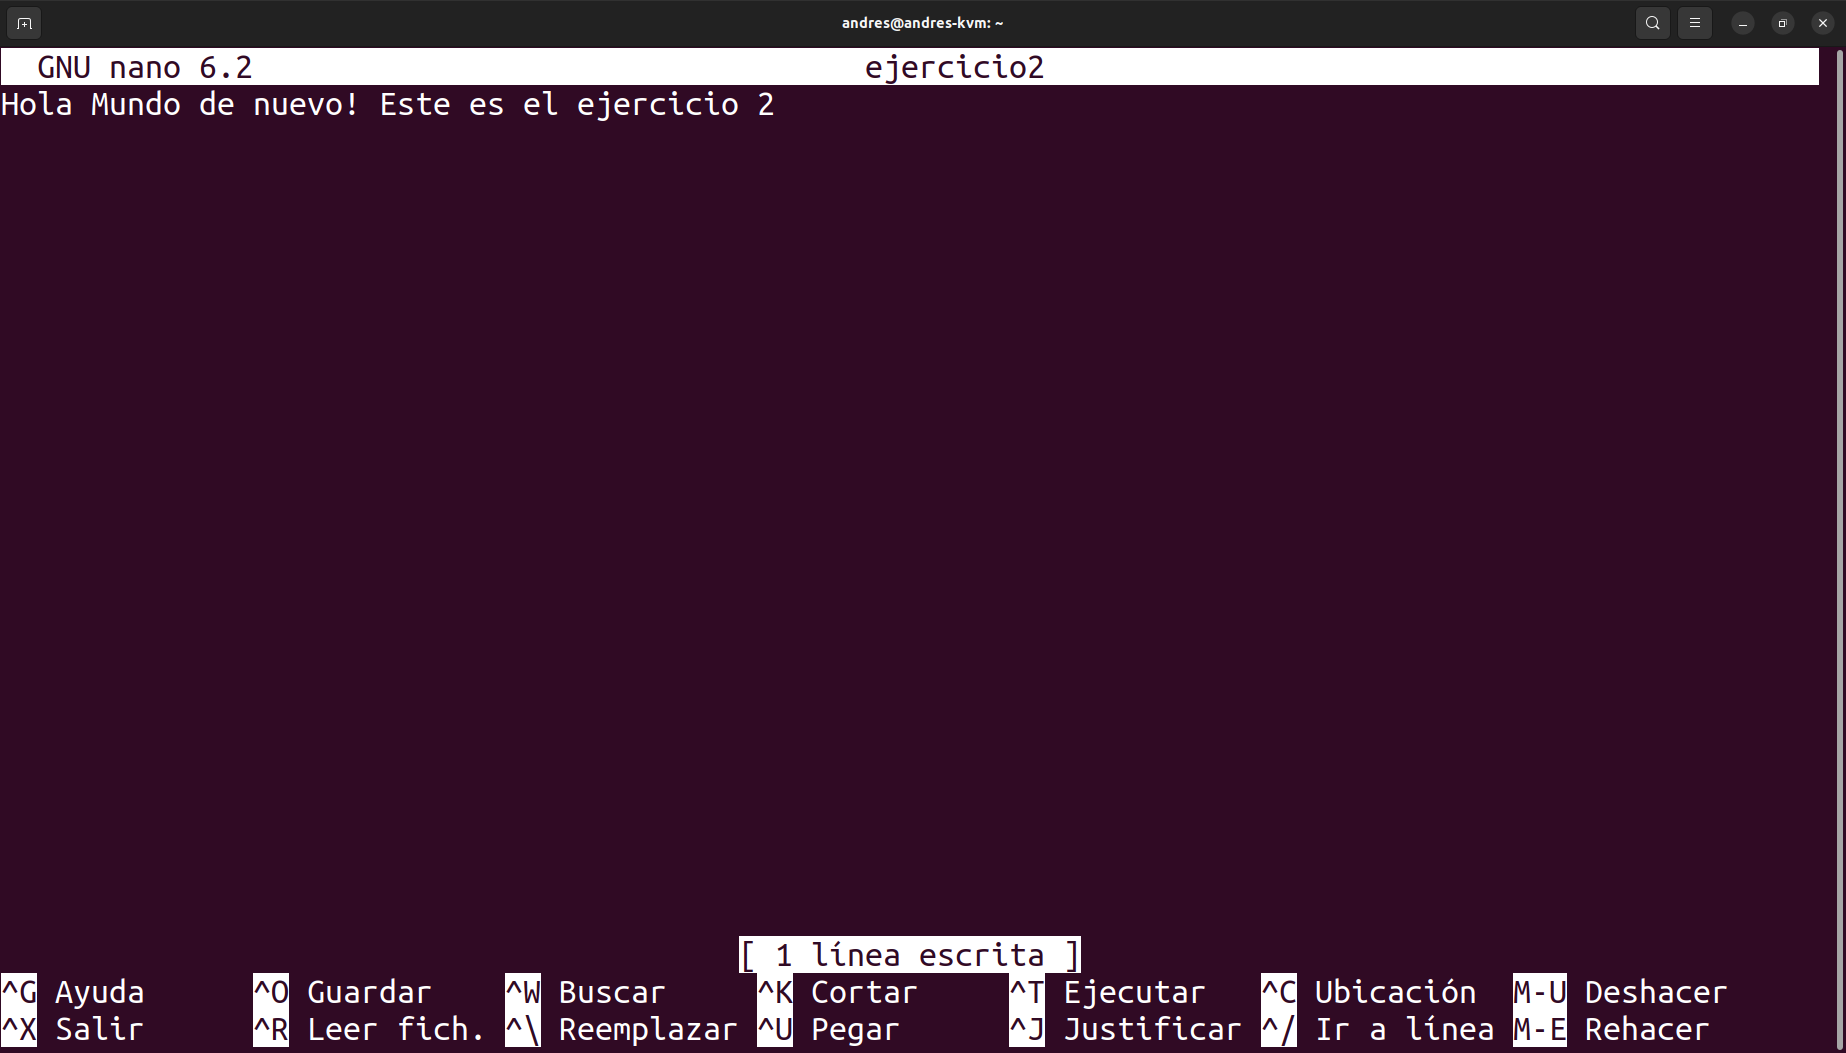 andres@andres-kvm: ~
GNU nano 6.2 ejercicio2
Hola Mundo de nuevo! Este es el ejercicio 2
[ 1 línea escrita ]
^G Ayuda ^O Guardar ^W Buscar ^K Cortar ^T Ejecutar ^C Ubicación M-U Deshacer
^X Salir ^R Leer fich. ^\ Reemplazar ^U Pegar ^J Justificar ^/ Ir a línea M-E Rehacer